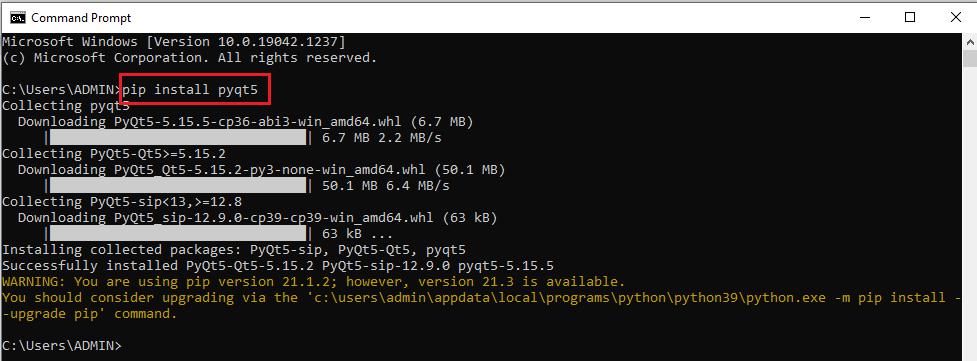 Command Prompt
Microsoft Windows [Version 10.0.19042.1237]
(c) Microsoft Corporation. All rights reserved.
C:\Users\ADMIN>pip install pyqt5
Collecting pyqt5
  Downloading PyQt5-5.15.5-cp36-abi3-win_amd64.whl (6.7 MB)
     |████████████████████████████████| 6.7 MB 2.2 MB/s
Collecting PyQt5-Qt5>=5.15.2
  Downloading PyQt5_Qt5-5.15.2-py3-none-win_amd64.whl (50.1 MB)
     |████████████████████████████████| 50.1 MB 6.4 MB/s
Collecting PyQt5-sip<13,>=12.8
  Downloading PyQt5_sip-12.9.0-cp39-cp39-win_amd64.whl (63 kB)
     |████████████████████████████████| 63 kB ...
Installing collected packages: PyQt5-sip, PyQt5-Qt5, pyqt5
Successfully installed PyQt5-Qt5-5.15.2 PyQt5-sip-12.9.0 pyqt5-5.15.5
WARNING: You are using pip version 21.1.2; however, version 21.3 is available.
You should consider upgrading via the 'c:\users\admin\appdata\local\programs\python\python39\python.exe -m pip install -
-upgrade pip' command.
C:\Users\ADMIN>